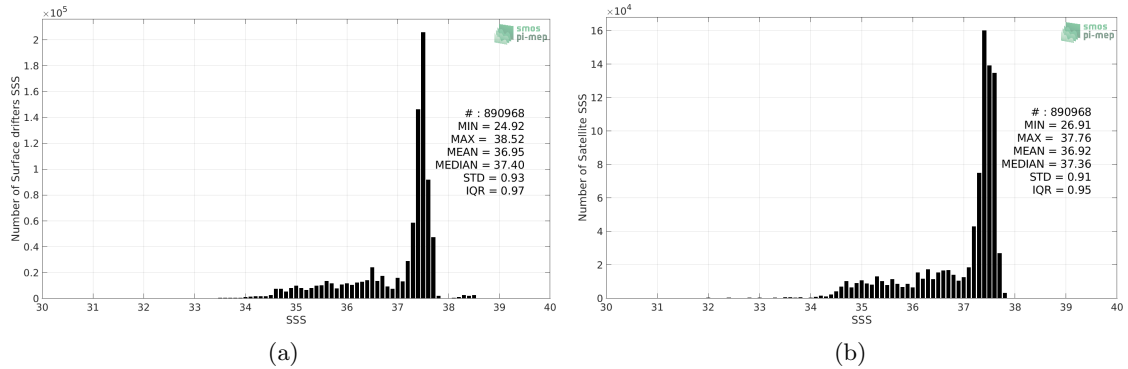 ×10⁵
2
1.8
1.6
1.4
1.2
1
0.8
0.6
0.4
0.2
0
Number of Surface drifters SSS
smos
pi-mep
# : 890968
MIN = 24.92
MAX = 38.52
MEAN = 36.95
MEDIAN = 37.40
STD = 0.93
IQR = 0.97
30 31 32 33 34 35 36 37 38 39 40
SSS
(a)
×10⁴
16
14
12
10
8
6
4
2
0
Number of Satellite SSS
smos
pi-mep
# : 890968
MIN = 26.91
MAX = 37.76
MEAN = 36.92
MEDIAN = 37.36
STD = 0.91
IQR = 0.95
30 31 32 33 34 35 36 37 38 39 40
SSS
(b)